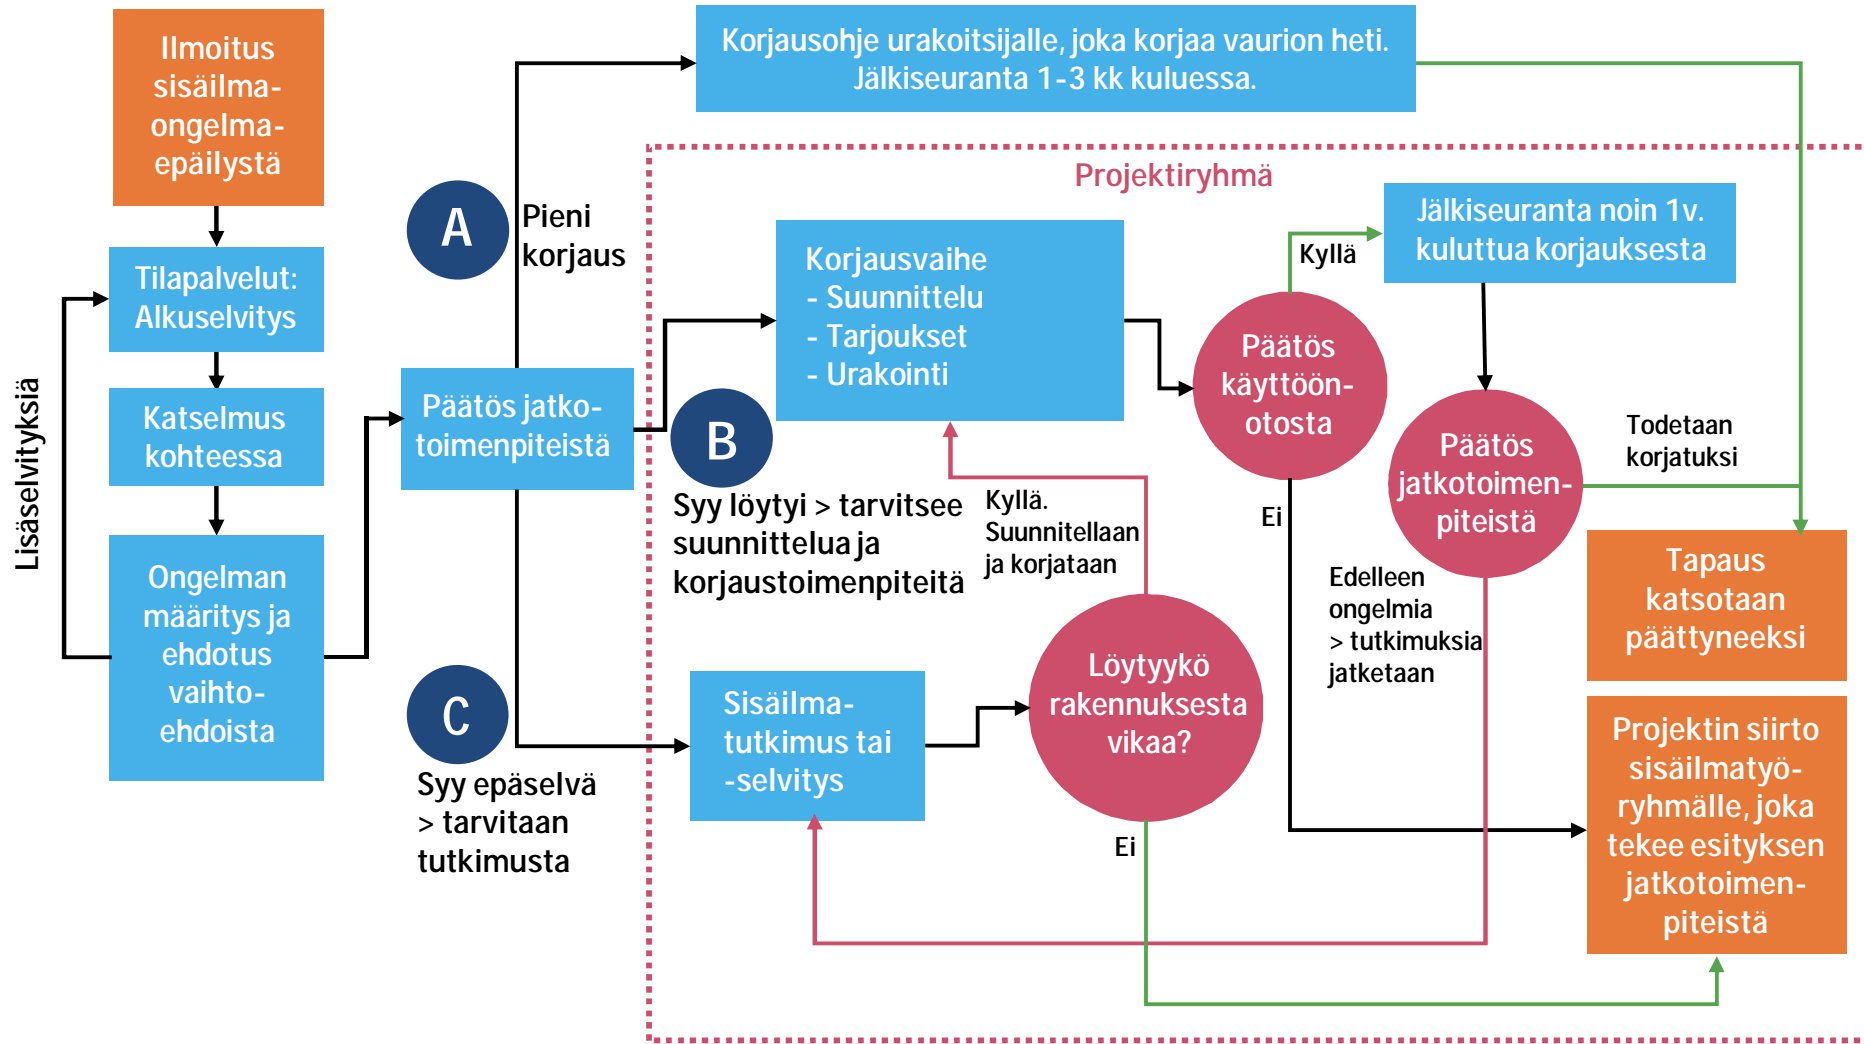 Ilmoitus
sisäilma-
ongelma-
epäilystä
Tilapalvelut:
Alkuselvitys
Lisäselvityksiä
Katselmus
kohteessa
Ongelman
määritys ja
ehdotus
vaihto-
ehdoista
Päätös jatko-
toimenpiteistä
A
Pieni
korjaus
Korjausohje urakoitsijalle, joka korjaa vaurion heti.
Jälkiseuranta 1-3 kk kuluessa.
Projektiryhmä
B
Syy löytyi > tarvitsee
suunnittelua ja
korjaustoimenpiteitä
Korjausvaihe
- Suunnittelu
- Tarjoukset
- Urakointi
Päätös
käyttöön-
otosta
Kyllä
Jälkiseuranta noin 1v.
kuluttua korjauksesta
Ei
Päätös
jatkotoimen-
piteistä
Todetaan
korjatuksi
Edelleen
ongelmia
> tutkimuksia
jatketaan
Tapaus
katsotaan
päättyneeksi
C
Syy epäselvä
> tarvitaan
tutkimusta
Sisäilma-
tutkimus tai
-selvitys
Löytyykö
rakennuksesta
vikaa?
Kyllä.
Suunnitellaan
ja korjataan
Ei
Projektin siirto
sisäilmatyö-
ryhmälle, joka
tekee esityksen
jatkotoimen-
piteistä